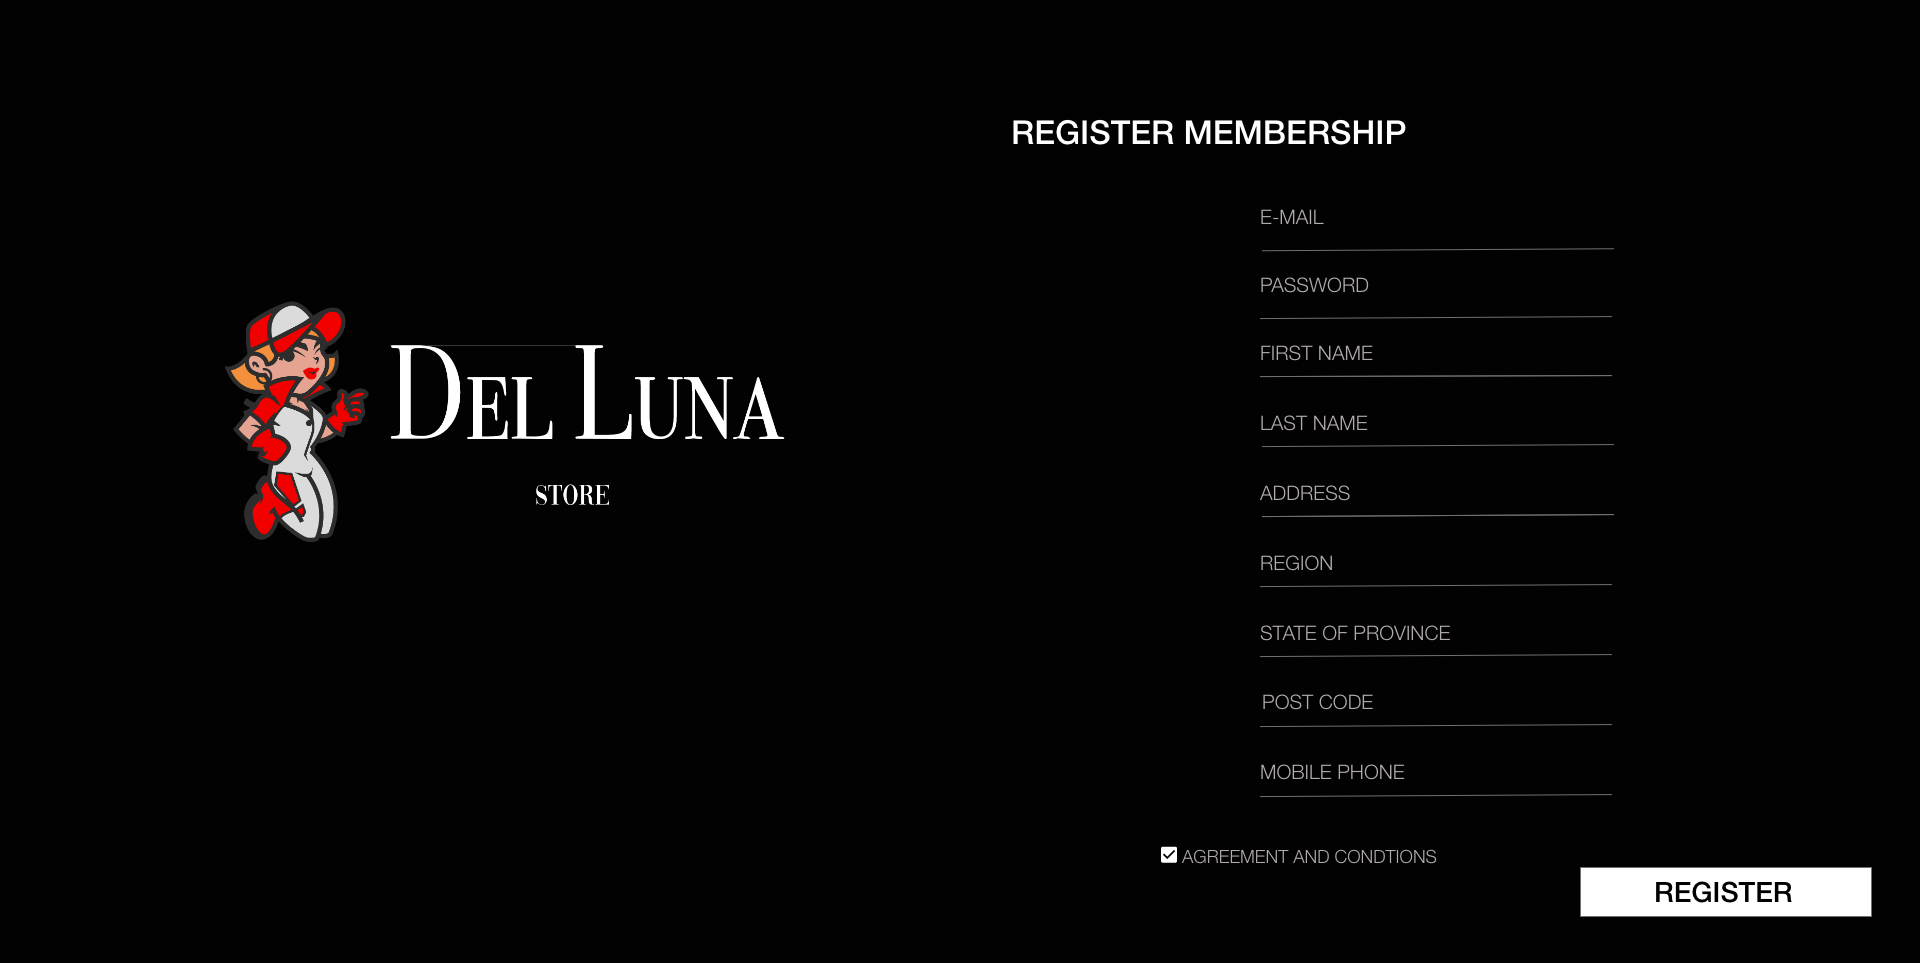 REGISTER MEMBERSHIP
E-MAIL
PASSWORD
FIRST NAME
LAST NAME
ADDRESS
REGION
STATE OF PROVINCE
POST CODE
MOBILE PHONE
AGREEMENT AND CONDTIONS
REGISTER
DEL LUNA
STORE